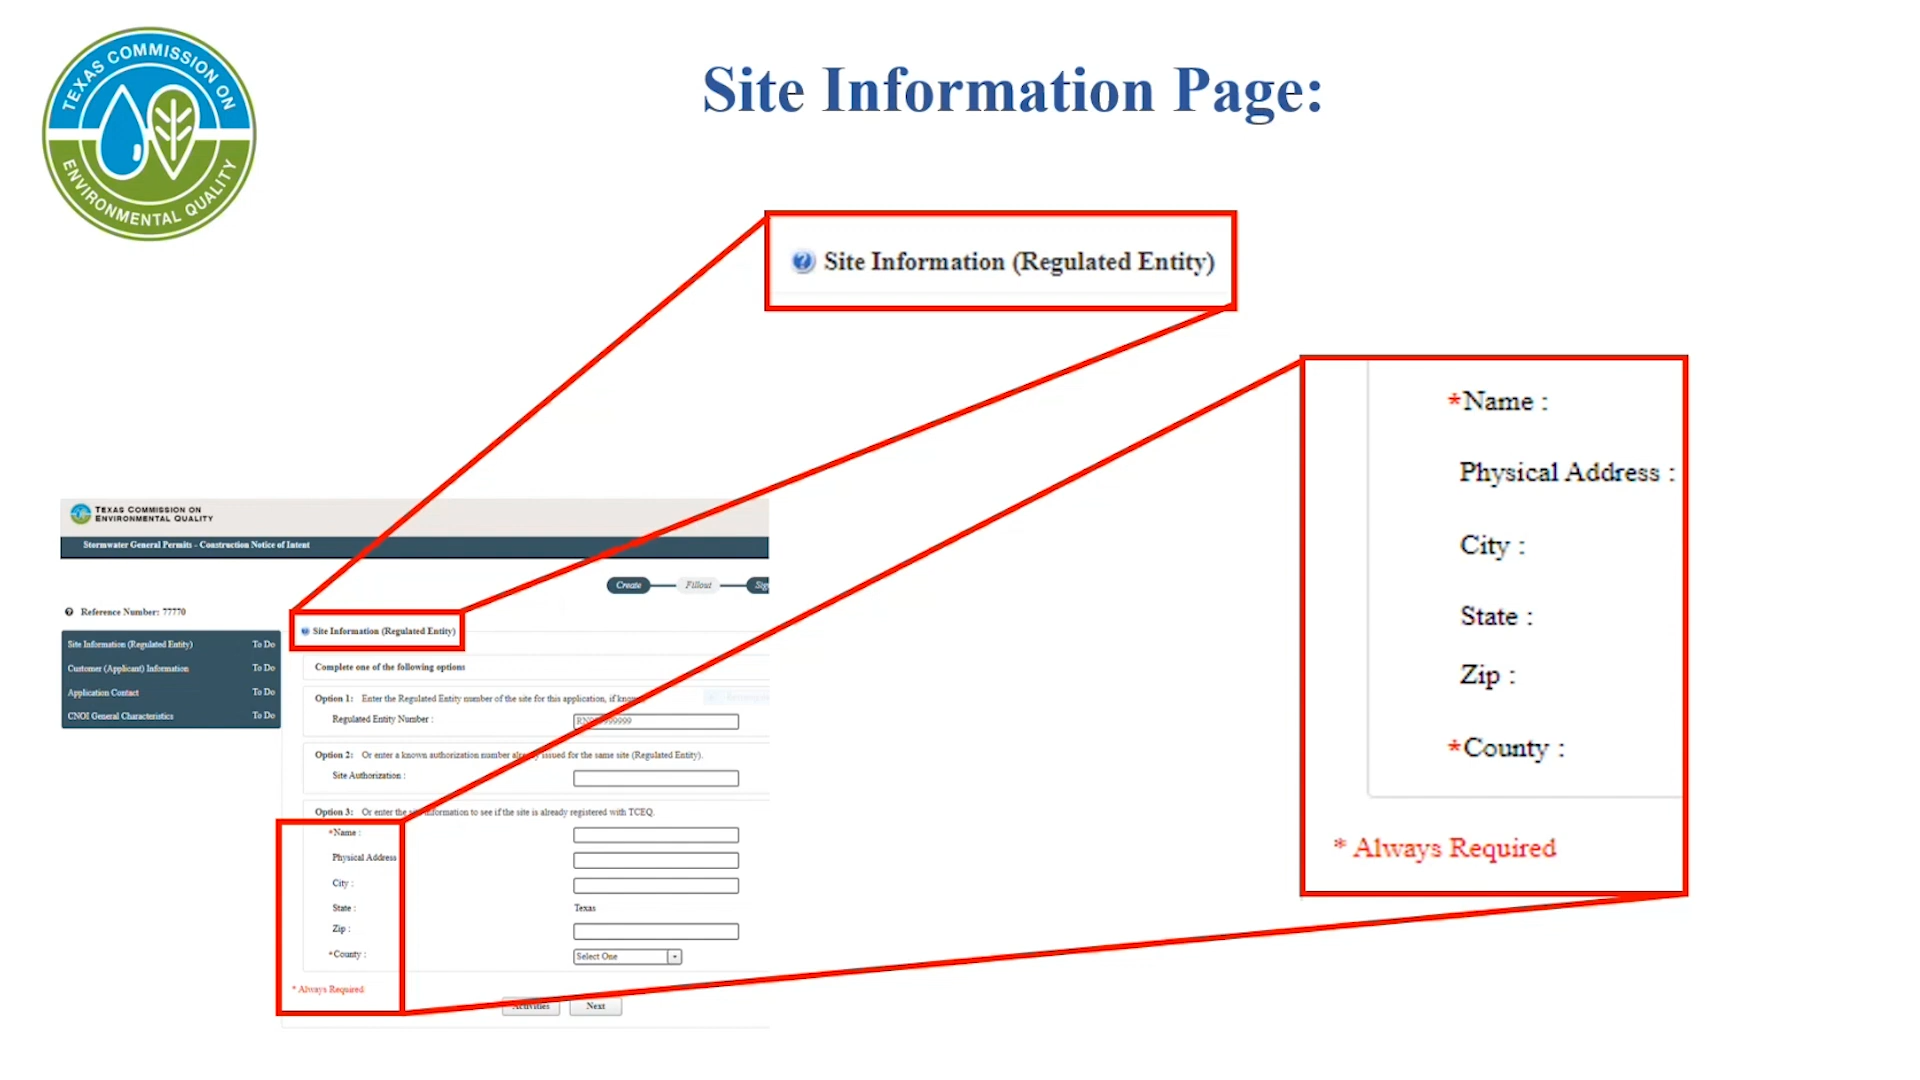 TEXAS COMMISSION ON
ENVIRONMENTAL QUALITY
Site Information Page:
Site Information (Regulated Entity)
*Name :
Physical Address :
City :
State :
Zip :
*County :
* Always Required
TEXAS COMMISSION ON
ENVIRONMENTAL QUALITY
Stormwater General Permits - Construction Notice of Intent
Create
Fillout
Reference Number: 77770
Site Information (Regulated Entity) To Do
Customer (Applicant) Information To Do
Application Contact To Do
CNOI General Characteristics To Do
Site Information (Regulated Entity)
Complete one of the following options
Option 1: Enter the Regulated Entity number of the site for this application, if
Regulated Entity Number :
Option 2: Or enter a known authorization number already issued for the same site (Regulated Entity).
Site Authorization :
Option 3: Or enter the site information to see if the site is already registered with TCEQ.
*Name :
Physical Address
City :
State : Texas
Zip :
*County : Select One
* Always Required
Activities Next